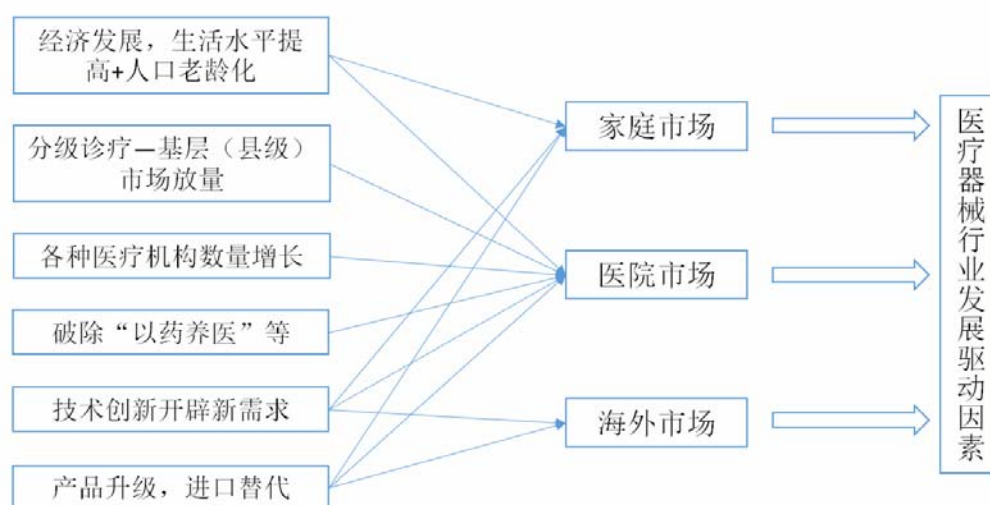 经济发展，生活水平提
高+人口老龄化
分级诊疗—基层（县级）
市场放量
各种医疗机构数量增长
破除“以药养医”等
技术创新开辟新需求
产品升级，进口替代
家庭市场
医院市场
海外市场
医疗器械行业发展驱动因素